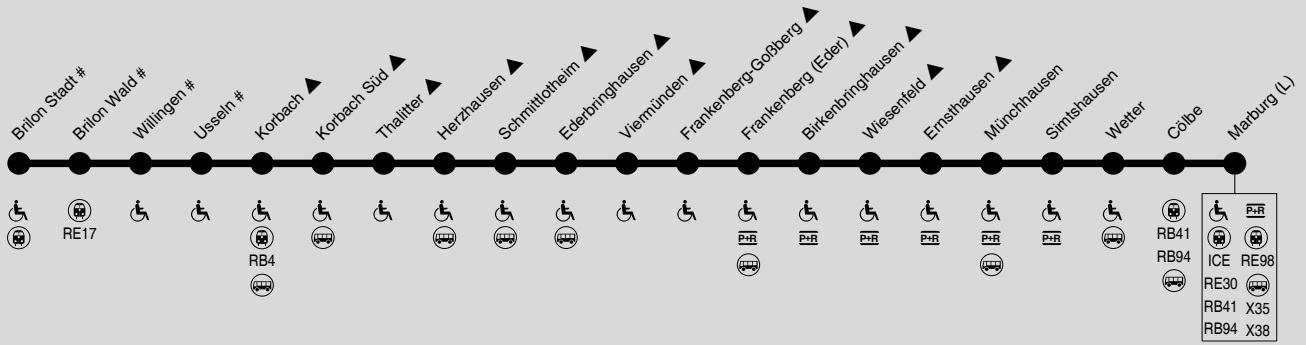 Brilon Stadt #
Brilon Wald #
Willingen #
Usseln #
Korbach ▶
Korbach Süd ▶
Thalitter ▶
Herzhausen ▶
Schmittlotheim ▶
Ederbringhausen ▶
Viermünden ▶
Frankenberg-Goßberg ▶
Frankenberg (Eder) ▶
Birkenbringhausen ▶
Wiesenfeld ▶
Ernsthausen ▶
Münchhausen
Simtshausen
Wetter
Cölbe
Marburg (L)
RE17
RB4
P+R
P+R
P+R
P+R
P+R
P+R
RB41
RB94
P+R
ICE RE98
RE30
RB41 X35
RB94 X38